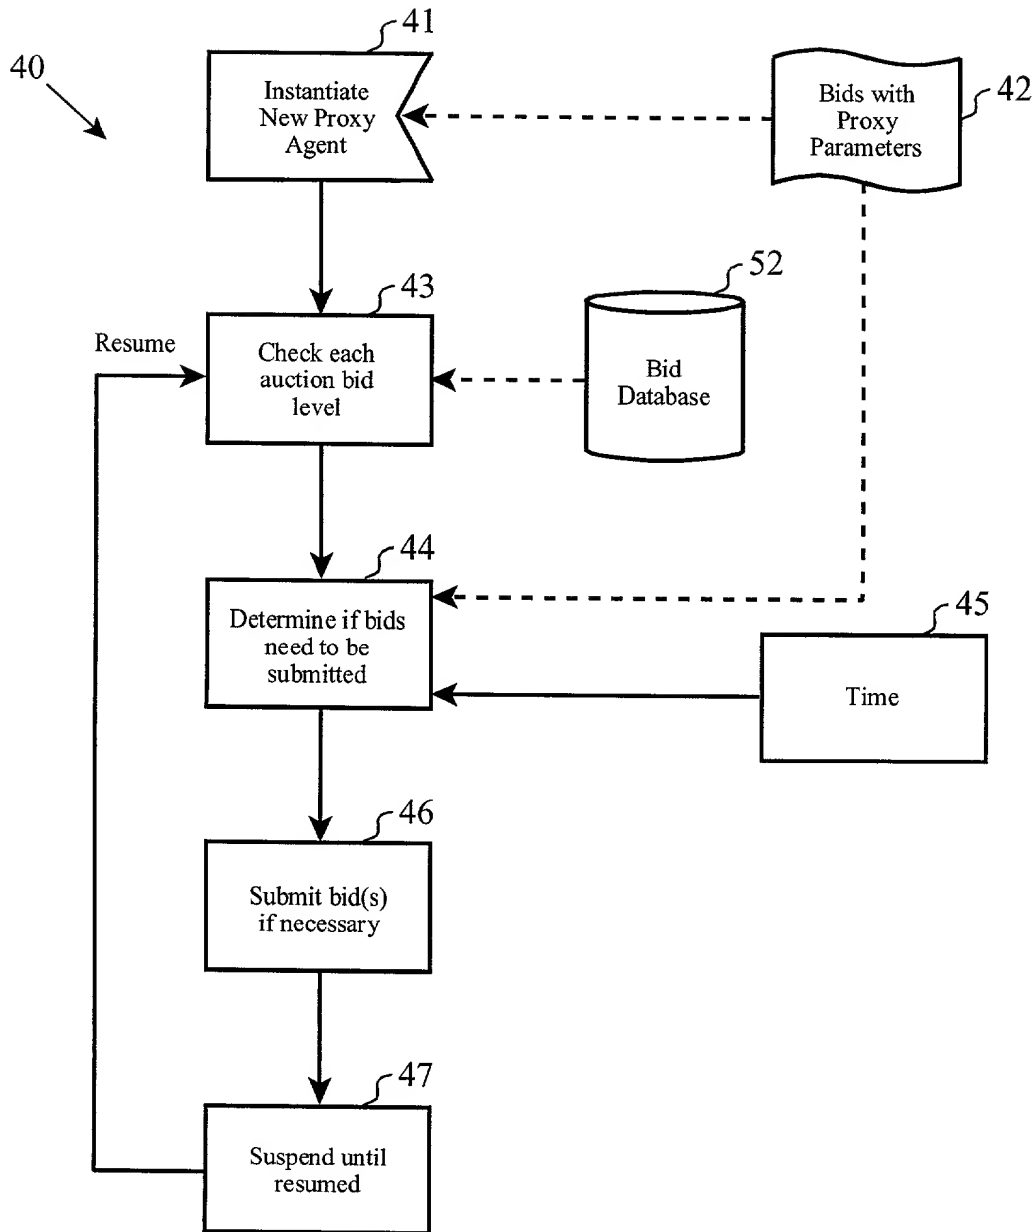 41
40
Instantiate
New Proxy
Agent
Bids with
Proxy
Parameters
42
52
43
Resume
Check each
auction bid
level
Bid
Database
44
45
Determine if bids
need to be
submitted
Time
46
Submit bid(s)
if necessary
47
Suspend until
resumed